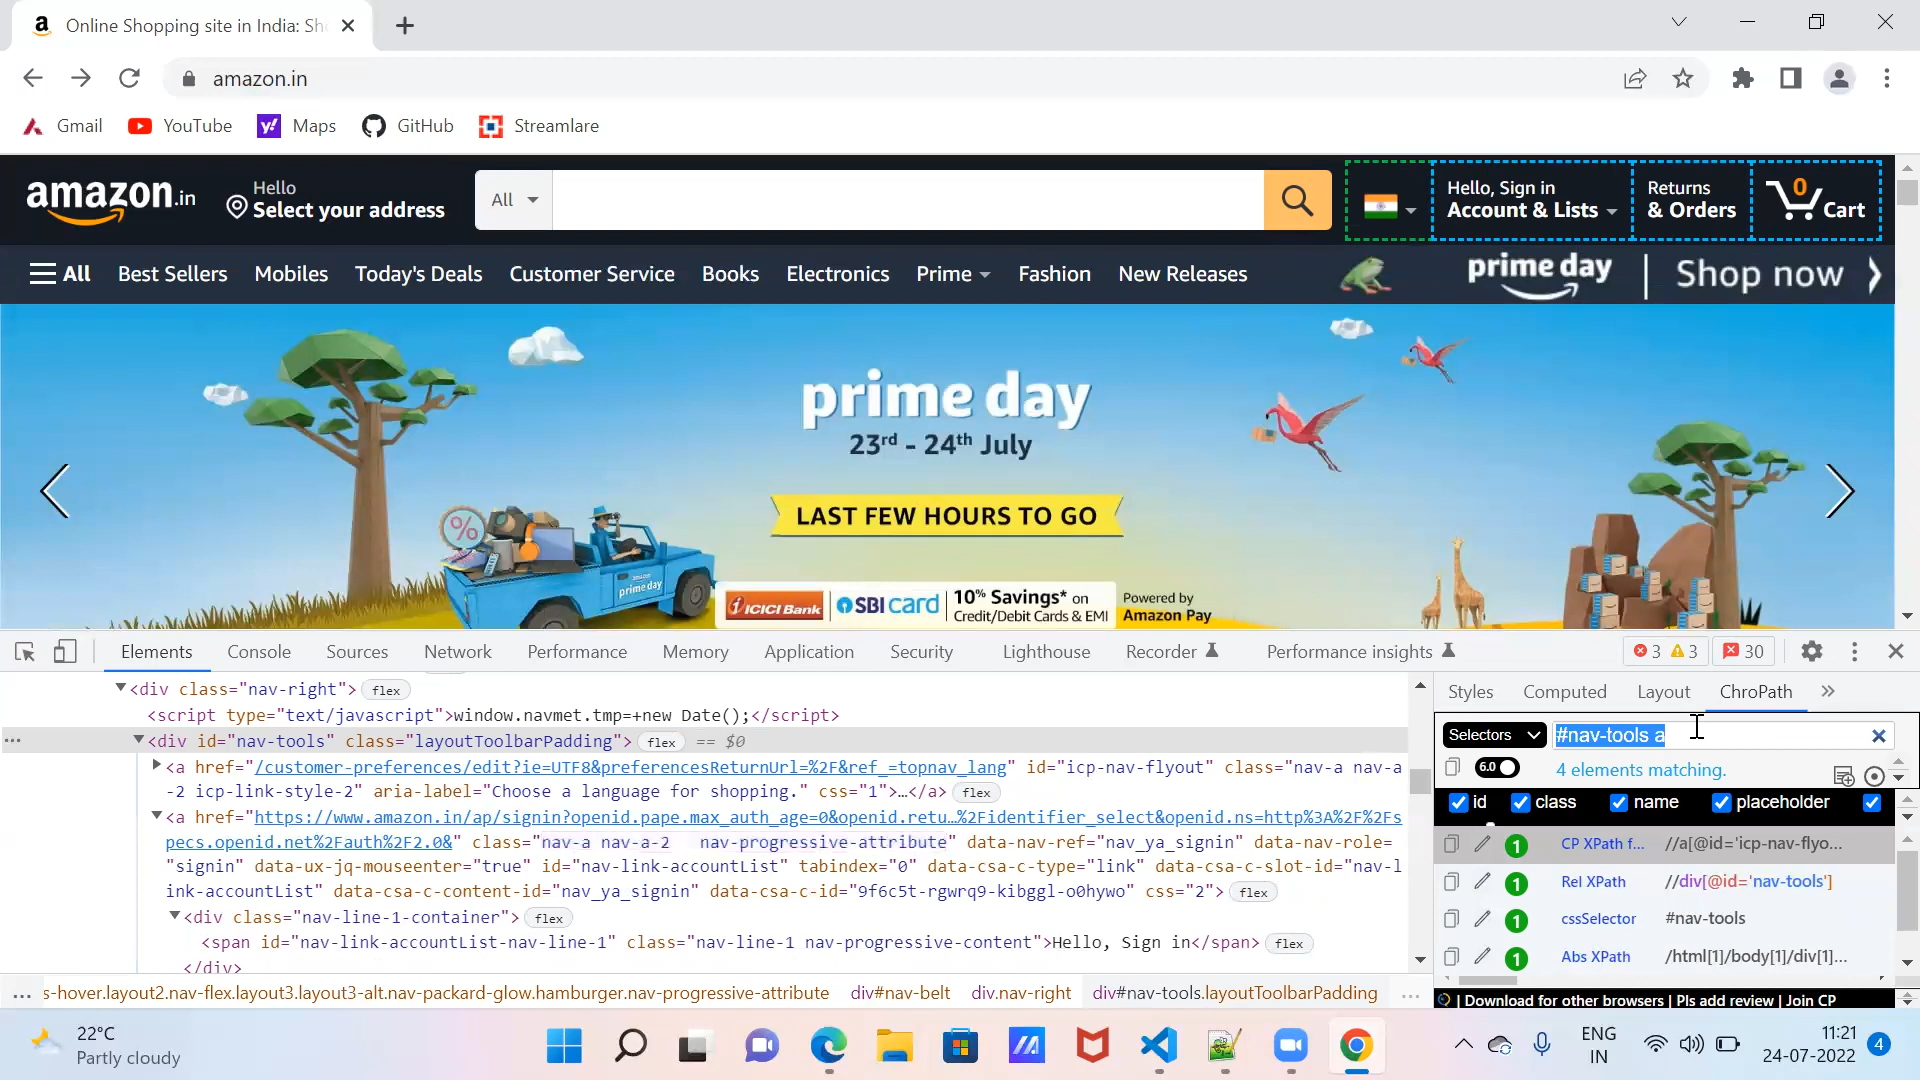 Online Shopping site in India: Sh
amazon.in
Gmail
YouTube
Maps
GitHub
Streamlare
amazon.in
Hello
Select your address
All
Hello, Sign in
Account & Lists
Returns
& Orders
0
Cart
All
Best Sellers
Mobiles
Today's Deals
Customer Service
Books
Electronics
Prime
Fashion
New Releases
prime day
Shop now
prime day
23rd - 24th July
LAST FEW HOURS TO GO
prime day
ICICI Bank
SBI card
10% Savings* on
Credit/Debit Cards & EMI
Powered by
Amazon Pay
Elements
Console
Sources
Network
Performance
Memory
Application
Security
Lighthouse
Recorder
Performance insights
3
3
30
<div class="nav-right"> flex
<script type="text/javascript">window.navmet.tmp=+new Date();</script>
<div id="nav-tools" class="layoutToolbarPadding"> flex == $0
<a href="/customer-preferences/edit?ie=UTF8&preferencesReturnUrl=%2F&ref_=topnav_lang" id="icp-nav-flyout" class="nav-a nav-a
-2 icp-link-style-2" aria-label="Choose a language for shopping." css="1">…</a> flex
<a href="https://www.amazon.in/ap/signin?openid.pape.max_auth_age=0&openid.retu…%2Fidentifier_select&openid.ns=http%3A%2F%2Fs
pecs.openid.net%2Fauth%2F2.0&" class="nav-a nav-a-2   nav-progressive-attribute" data-nav-ref="nav_ya_signin" data-nav-role=
"signin" data-ux-jq-mouseenter="true" id="nav-link-accountList" tabindex="0" data-csa-c-type="link" data-csa-c-slot-id="nav-l
ink-accountList" data-csa-c-content-id="nav_ya_signin" data-csa-c-id="9f6c5t-rgwrq9-kibggl-o0hywo" css="2"> flex
<div class="nav-line-1-container"> flex
<span id="nav-link-accountList-nav-line-1" class="nav-line-1 nav-progressive-content">Hello, Sign in</span> flex
</div>
… s-hover.layout2.nav-flex.layout3.layout3-alt.nav-packard-glow.hamburger.nav-progressive-attribute
div#nav-belt
div.nav-right
div#nav-tools.layoutToolbarPadding
…
Styles
Computed
Layout
ChroPath
Selectors
#nav-tools a
6.0
4 elements matching.
id
class
name
placeholder
1
CP XPath f...
//a[@id='icp-nav-flyo...
1
Rel XPath
//div[@id='nav-tools']
1
cssSelector
#nav-tools
1
Abs XPath
/html[1]/body[1]/div[1]...
| Download for other browsers | Pls add review | Join CP
22°C
Partly cloudy
ENG
IN
11:21
24-07-2022
4